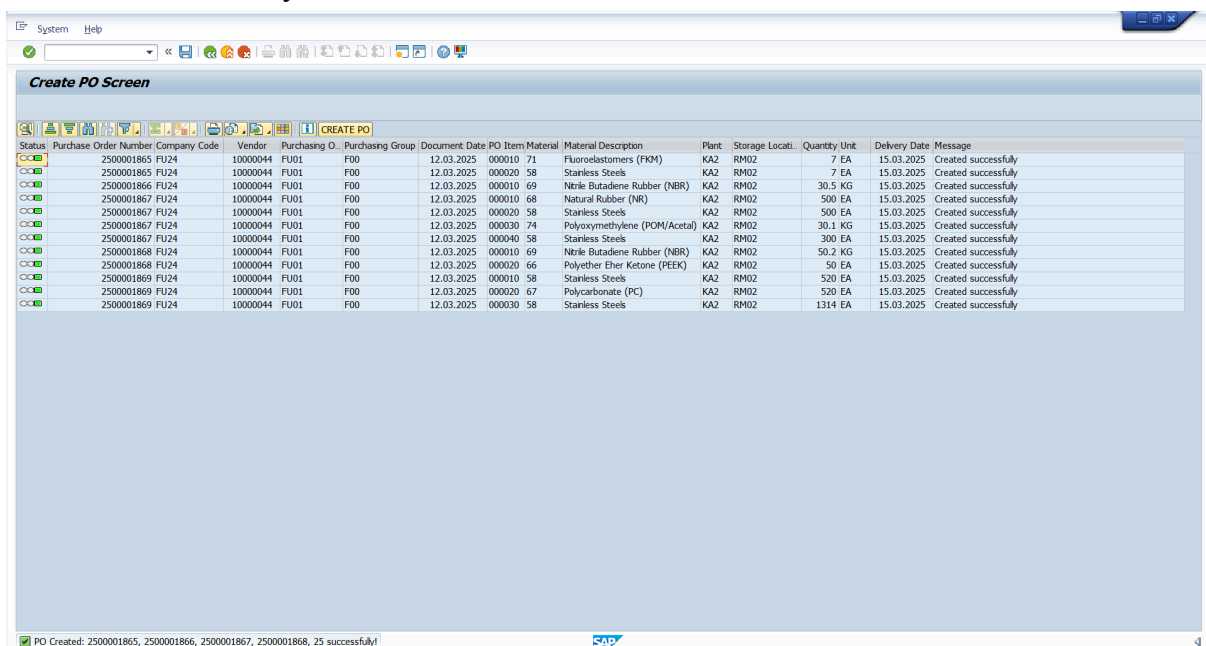 System Help
Create PO Screen
CREATE PO
Status Purchase Order Number Company Code Vendor Purchasing O.. Purchasing Group Document Date PO Item Material Material Description Plant Storage Locati.. Quantity Unit Delivery Date Message
2500001865 FU24 10000044 FU01 F00 12.03.2025 000010 71 Fluoroelastomers (FKM) KA2 RM02 7 EA 15.03.2025 Created successfully
2500001865 FU24 10000044 FU01 F00 12.03.2025 000020 58 Stainless Steels KA2 RM02 7 EA 15.03.2025 Created successfully
2500001866 FU24 10000044 FU01 F00 12.03.2025 000010 69 Nitrile Butadiene Rubber (NBR) KA2 RM02 30.5 KG 15.03.2025 Created successfully
2500001867 FU24 10000044 FU01 F00 12.03.2025 000010 68 Natural Rubber (NR) KA2 RM02 500 EA 15.03.2025 Created successfully
2500001867 FU24 10000044 FU01 F00 12.03.2025 000020 58 Stainless Steels KA2 RM02 500 EA 15.03.2025 Created successfully
2500001867 FU24 10000044 FU01 F00 12.03.2025 000030 74 Polyoxymethylene (POM/Acetal) KA2 RM02 30.1 KG 15.03.2025 Created successfully
2500001867 FU24 10000044 FU01 F00 12.03.2025 000040 58 Stainless Steels KA2 RM02 300 EA 15.03.2025 Created successfully
2500001868 FU24 10000044 FU01 F00 12.03.2025 000010 69 Nitrile Butadiene Rubber (NBR) KA2 RM02 50.2 KG 15.03.2025 Created successfully
2500001868 FU24 10000044 FU01 F00 12.03.2025 000020 66 Polyether Eher Ketone (PEEK) KA2 RM02 50 EA 15.03.2025 Created successfully
2500001869 FU24 10000044 FU01 F00 12.03.2025 000010 58 Stainless Steels KA2 RM02 520 EA 15.03.2025 Created successfully
2500001869 FU24 10000044 FU01 F00 12.03.2025 000020 67 Polycarbonate (PC) KA2 RM02 520 EA 15.03.2025 Created successfully
2500001869 FU24 10000044 FU01 F00 12.03.2025 000030 58 Stainless Steels KA2 RM02 1314 EA 15.03.2025 Created successfully
PO Created: 2500001865, 2500001866, 2500001867, 2500001868, 25 successfully! SAP